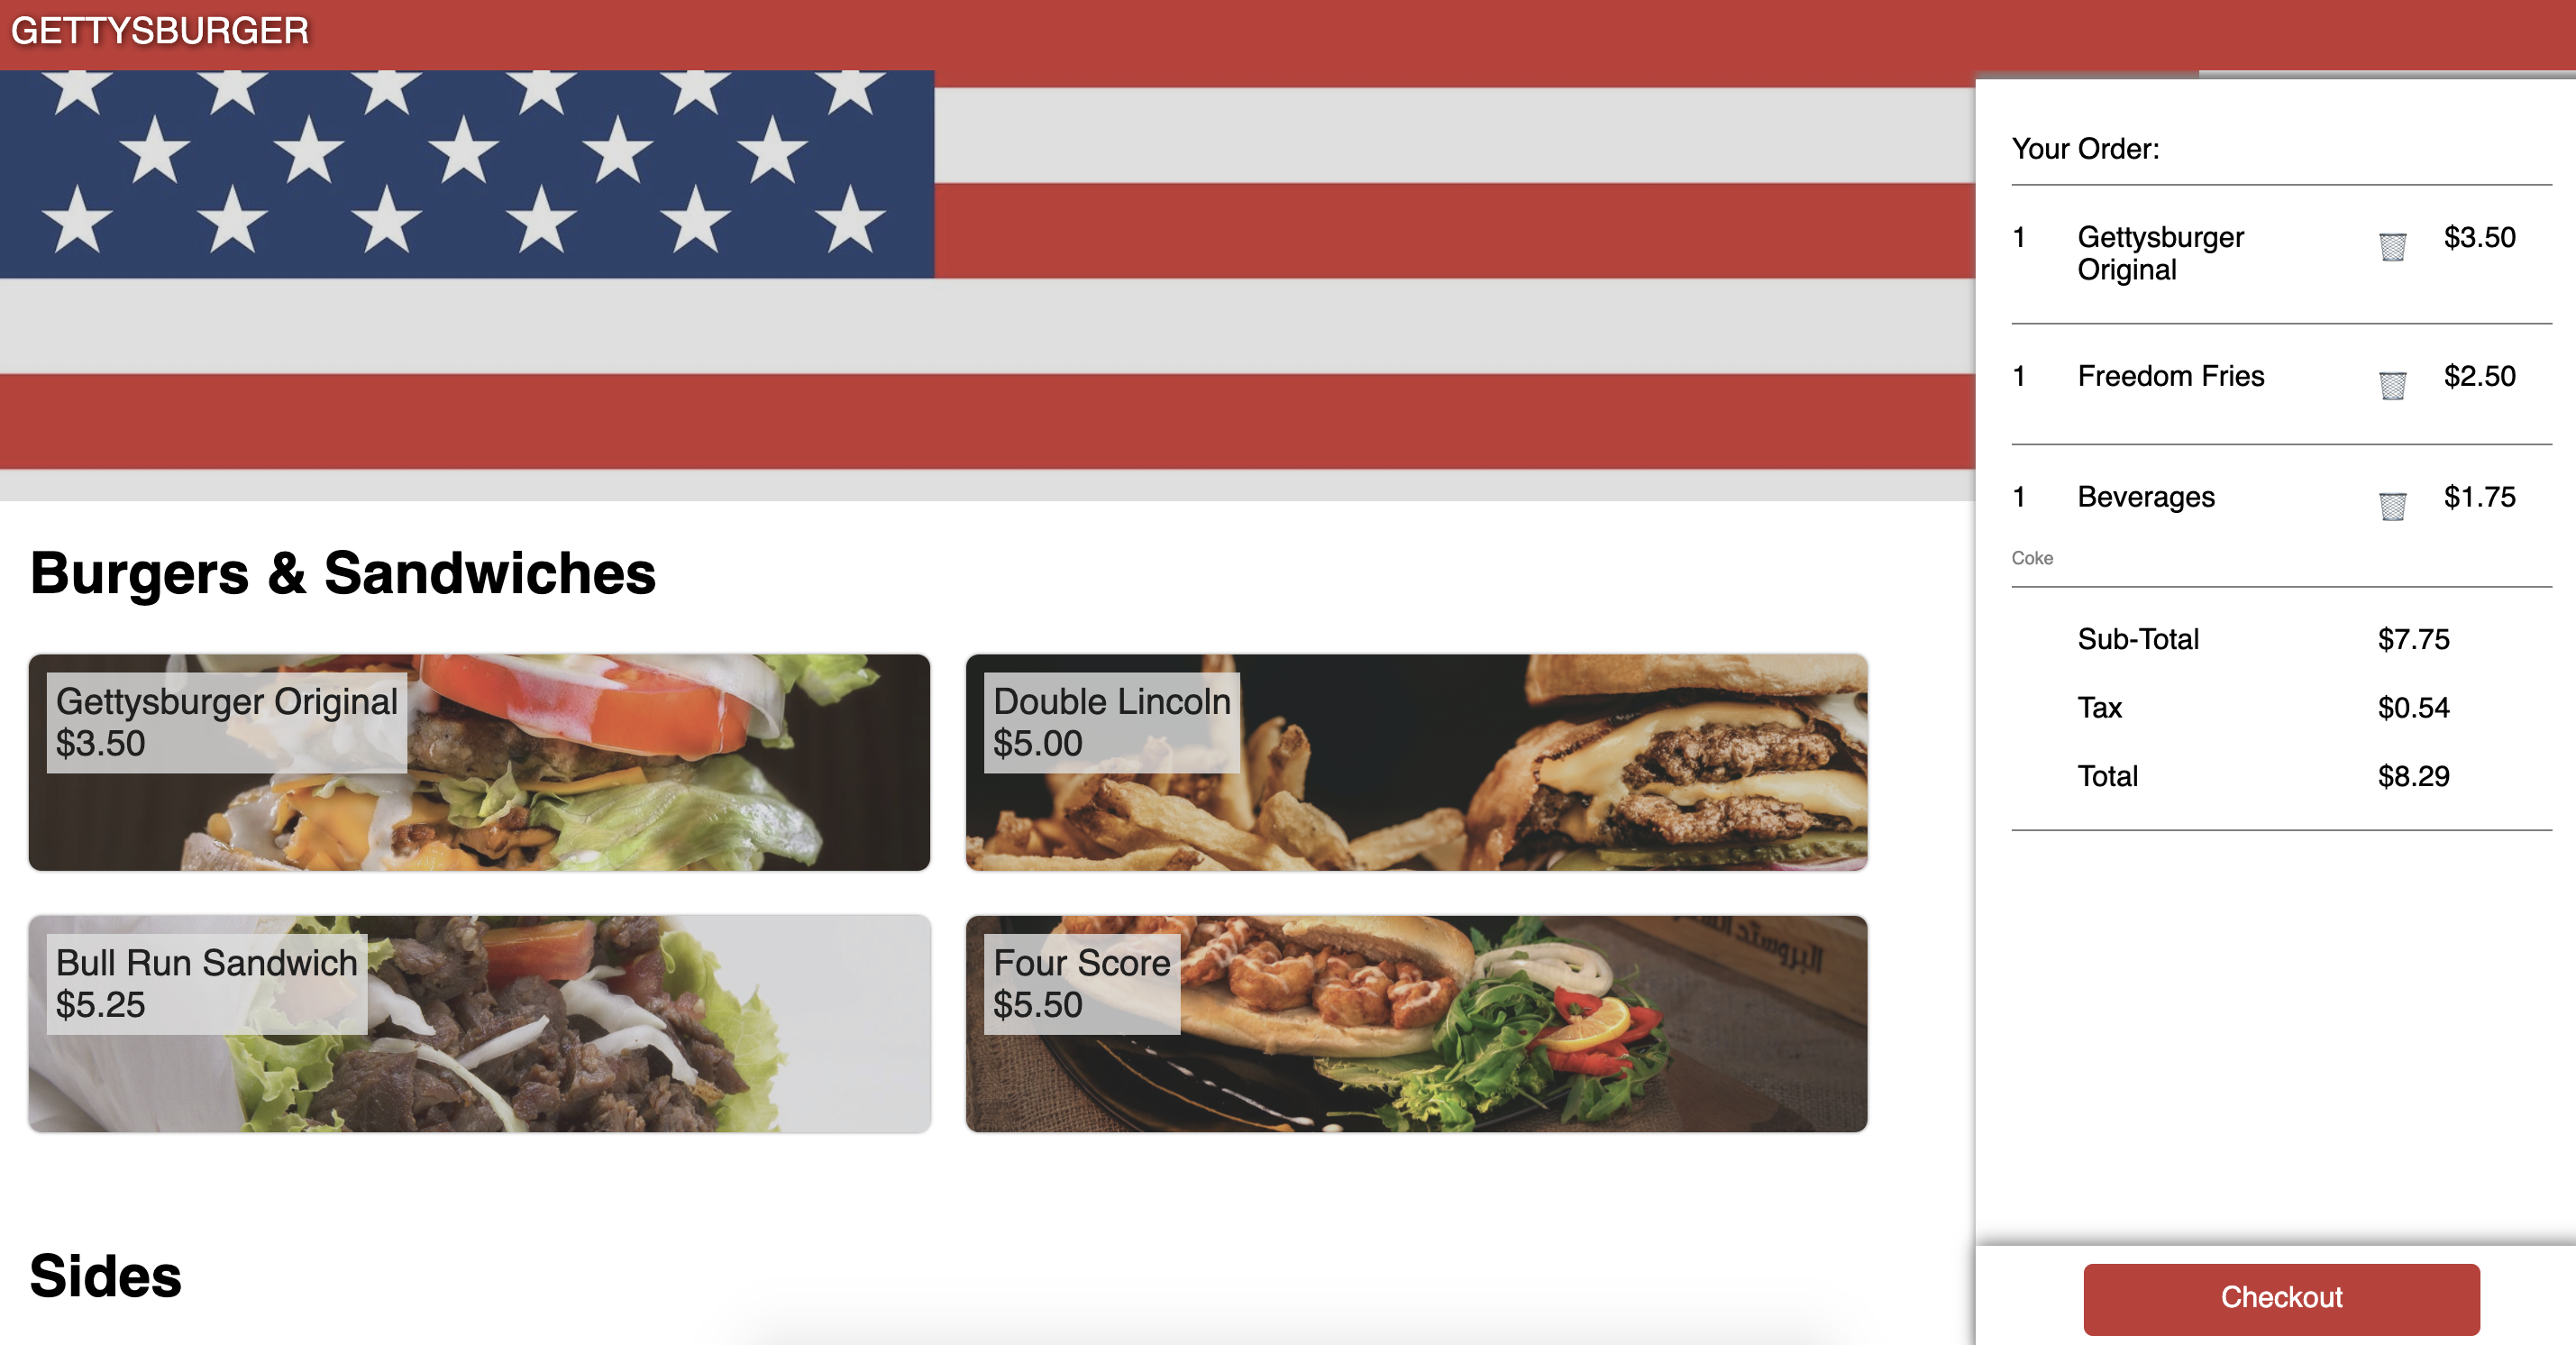 GETTYSBURGER
Burgers & Sandwiches
Gettysburger Original
$3.50
Double Lincoln
$5.00
Bull Run Sandwich
$5.25
Four Score
$5.50
Sides
Your Order:
1 Gettysburger $3.50
Original
1 Freedom Fries $2.50
1 Beverages $1.75
Coke
Sub-Total $7.75
Tax $0.54
Total $8.29
Checkout